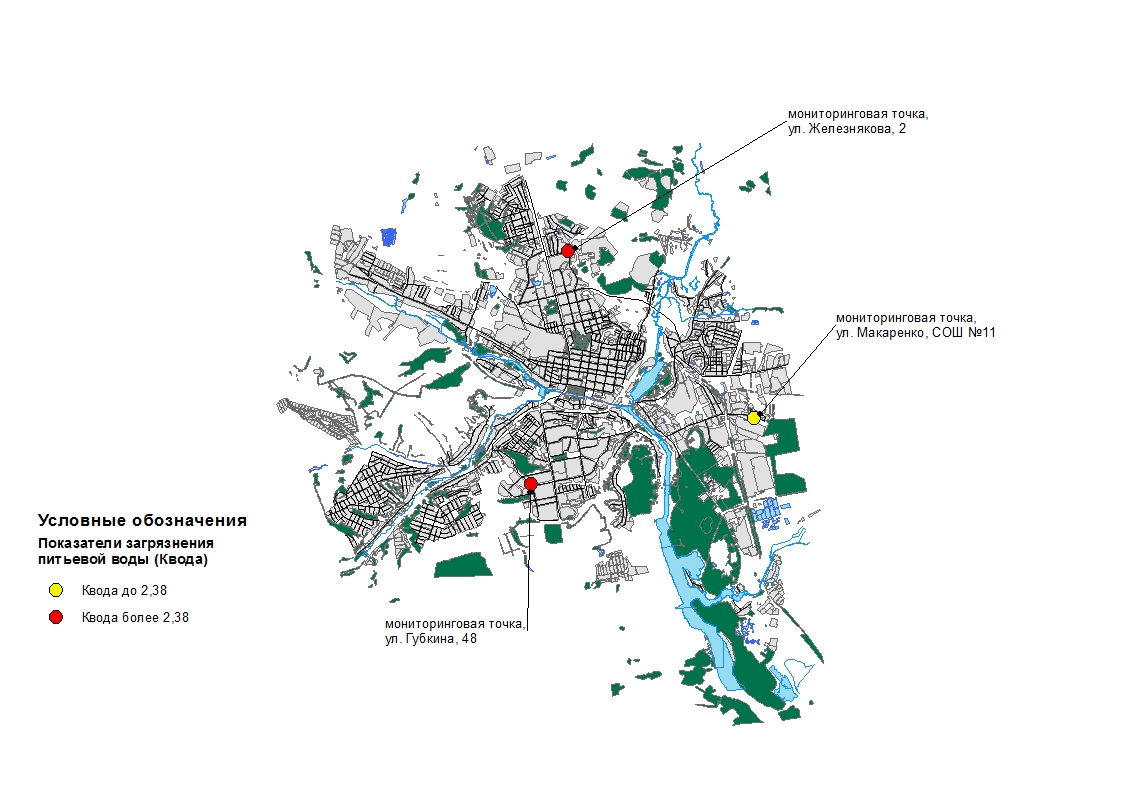 мониторинговая точка,
ул. Железнякова, 2
мониторинговая точка,
ул. Макаренко, СОШ №11
Условные обозначения
Показатели загрязнения
питьевой воды (Квода)
Квода до 2,38
Квода более 2,38
мониторинговая точка,
ул. Губкина, 48